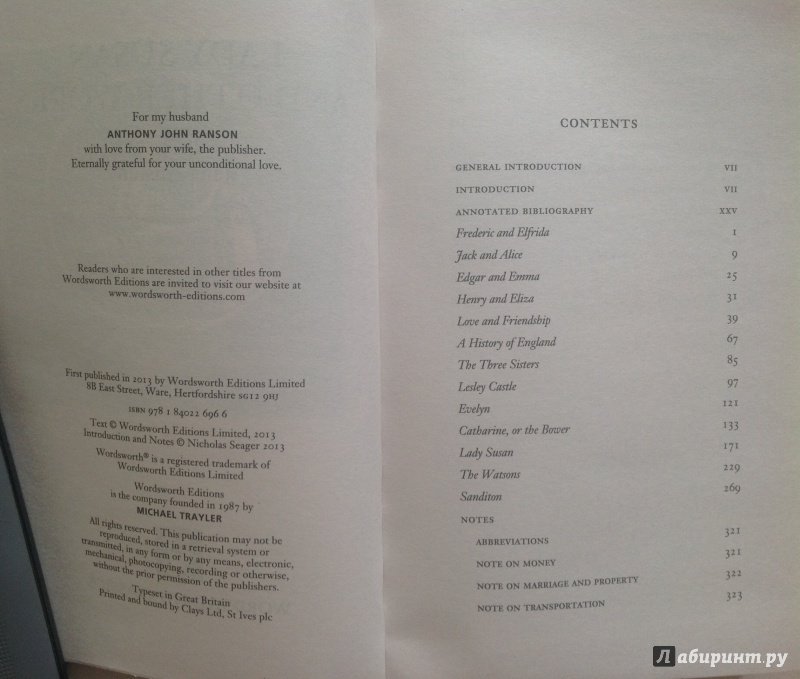 For my husband
ANTHONY JOHN RANSON
with love from your wife, the publisher.
Eternally grateful for your unconditional love.
Readers who are interested in other titles from
Wordsworth Editions are invited to visit our website at
www.wordsworth-editions.com
First published in 2013 by Wordsworth Editions Limited
8B East Street, Ware, Hertfordshire SG12 9HJ
ISBN 978 1 84022 696 6
Text © Wordsworth Editions Limited, 2013
Introduction and Notes © Nicholas Seager 2013
Wordsworth® is a registered trademark of
Wordsworth Editions Limited
Wordsworth Editions
is the company founded in 1987 by
MICHAEL TRAYLER
All rights reserved. This publication may not be
reproduced, stored in a retrieval system or
transmitted, in any form or by any means, electronic,
mechanical, photocopying, recording or otherwise,
without the prior permission of the publishers.
Typeset in Great Britain
Printed and bound by Clays Ltd, St Ives plc
CONTENTS
GENERAL INTRODUCTION VII
INTRODUCTION VII
ANNOTATED BIBLIOGRAPHY XXV
Frederic and Elfrida 1
Jack and Alice 9
Edgar and Emma 25
Henry and Eliza 31
Love and Friendship 39
A History of England 67
The Three Sisters 85
Lesley Castle 97
Evelyn 121
Catharine, or the Bower 133
Lady Susan 171
The Watsons 229
Sanditon 269
NOTES
ABBREVIATIONS 321
NOTE ON MONEY 321
NOTE ON MARRIAGE AND PROPERTY 322
NOTE ON TRANSPORTATION 323
Лабиринт.ру